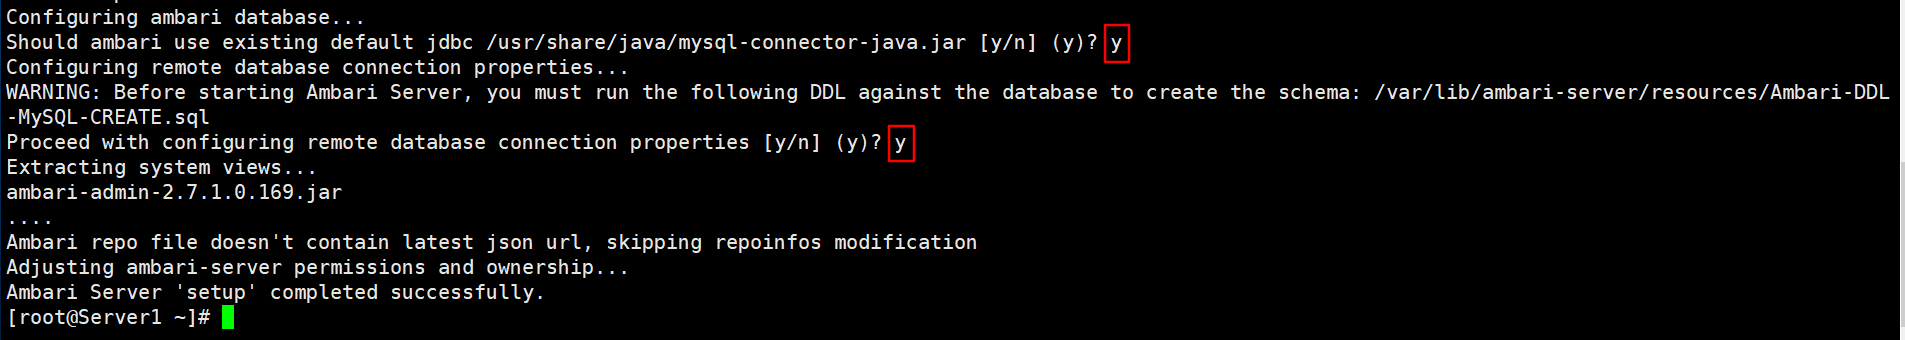 Configuring ambari database...
Should ambari use existing default jdbc /usr/share/java/mysql-connector-java.jar [y/n] (y)? y
Configuring remote database connection properties...
WARNING: Before starting Ambari Server, you must run the following DDL against the database to create the schema: /var/lib/ambari-server/resources/Ambari-DDL
-MySQL-CREATE.sql
Proceed with configuring remote database connection properties [y/n] (y)? y
Extracting system views...
ambari-admin-2.7.1.0.169.jar
....
Ambari repo file doesn't contain latest json url, skipping repoinfos modification
Adjusting ambari-server permissions and ownership...
Ambari Server 'setup' completed successfully.
[root@Server1 ~]#